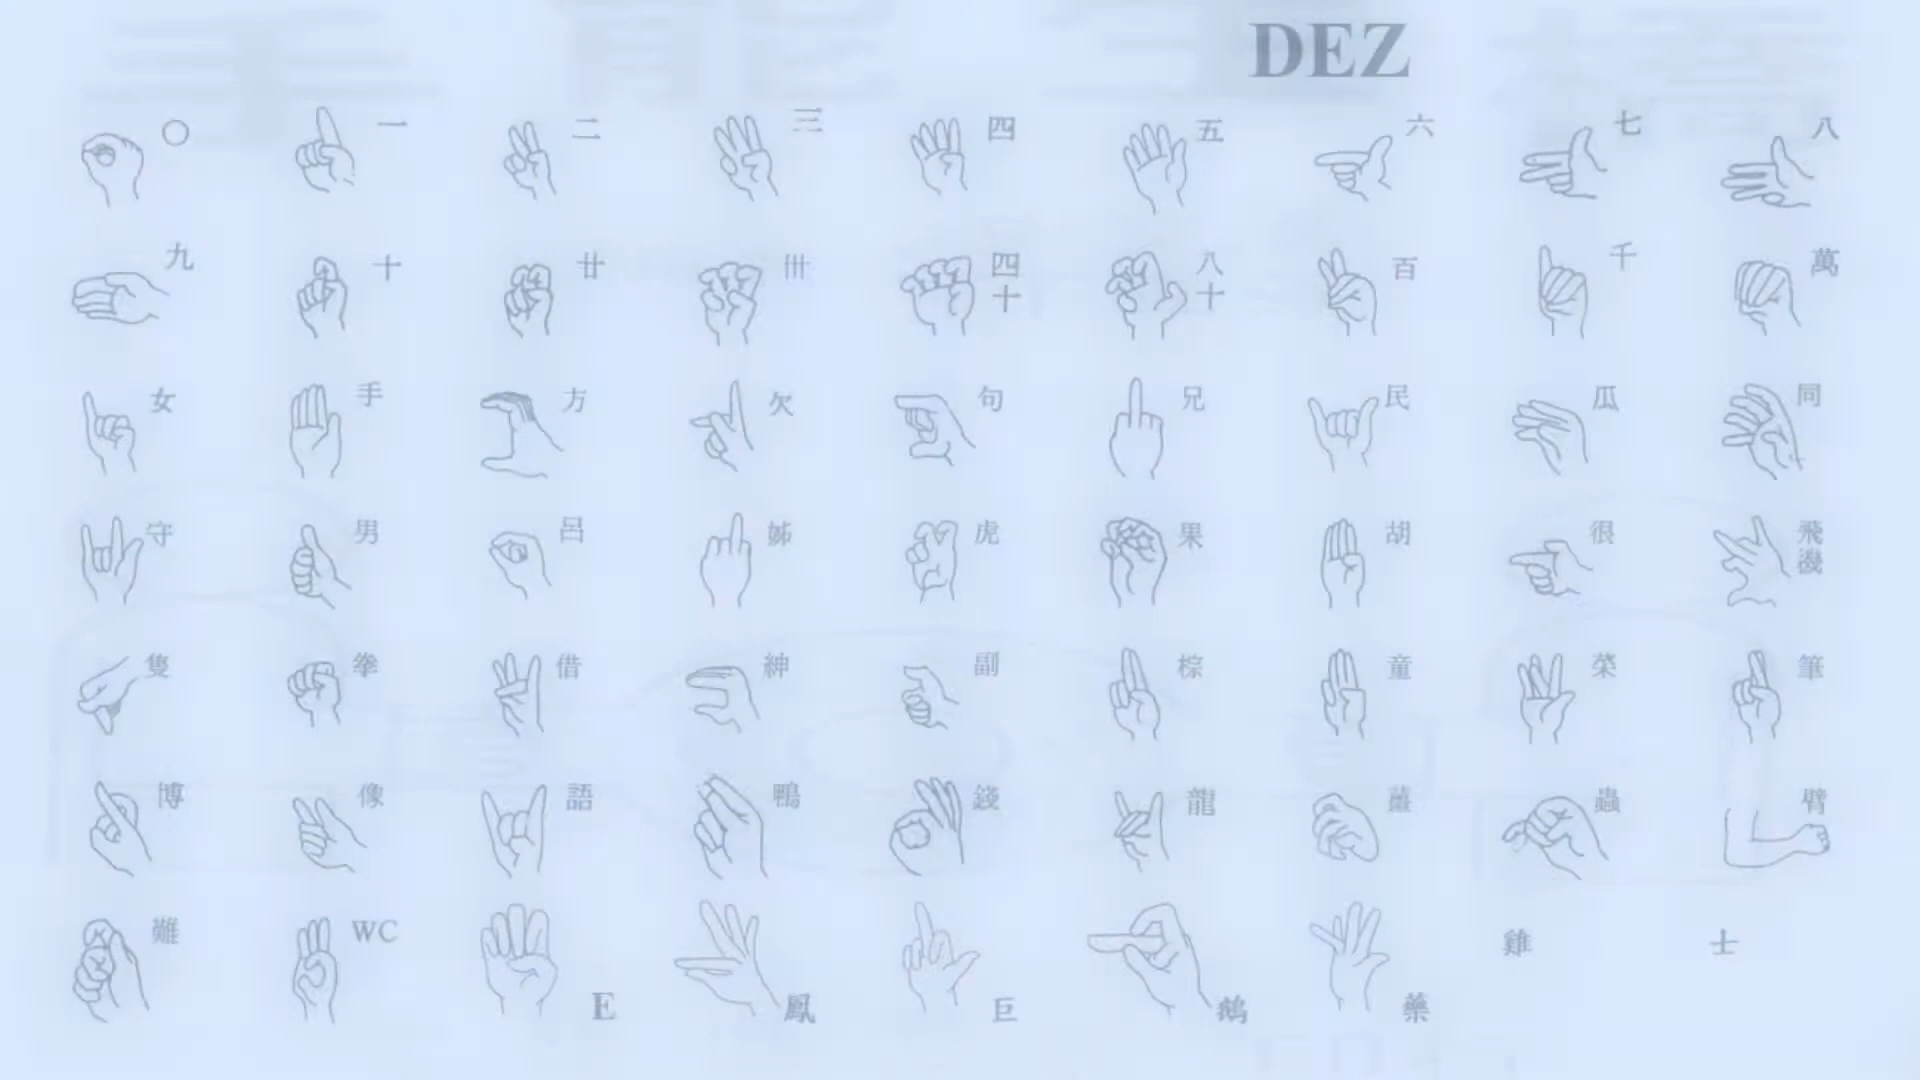 DEZ
〇 一 二 三 四 五 六 七 八
九 十 廿 卅 四十 八十 百 千 萬
女 手 方 欠 句 兄 民 瓜 同
守 男 呂 姊 虎 果 胡 很 飛機
隻 拳 借 紳 副 棕 童 菜 筆
博 像 語 鴨 錢 龍 薑 蟲 臂
難 WC E 鳳 巨 鵝 藥 雞 士